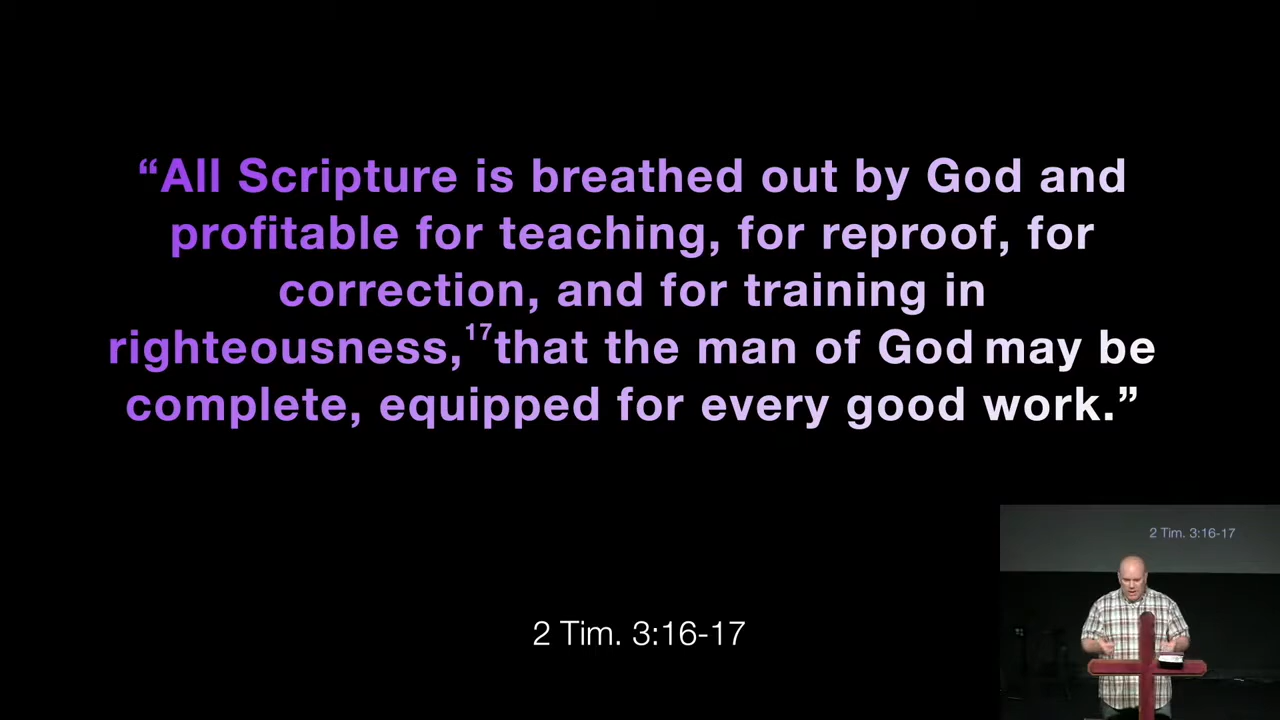 “All Scripture is breathed out by God and
profitable for teaching, for reproof, for
correction, and for training in
righteousness,17that the man of God may be
complete, equipped for every good work.”
2 Tim. 3:16-17
2 Tim. 3:16-17